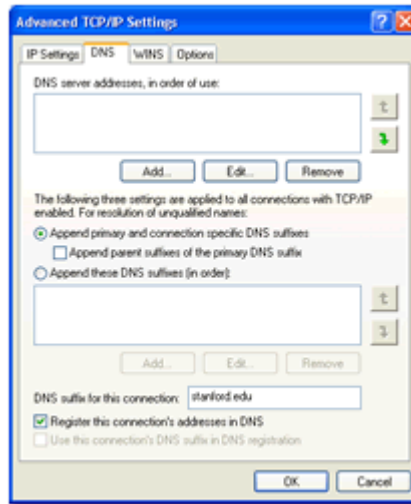 Advanced TCP/IP Settings
IP Settings DNS WINS Options
DNS server addresses, in order of use:
Add... Edit... Remove
The following three settings are applied to all connections with TCP/IP
enabled. For resolution of unqualified names:
Append primary and connection specific DNS suffixes
Append parent suffixes of the primary DNS suffix
Append these DNS suffixes (in order):
Add... Edit... Remove
DNS suffix for this connection: stanford.edu
Register this connection's addresses in DNS
Use this connection's DNS suffix in DNS registration
OK Cancel